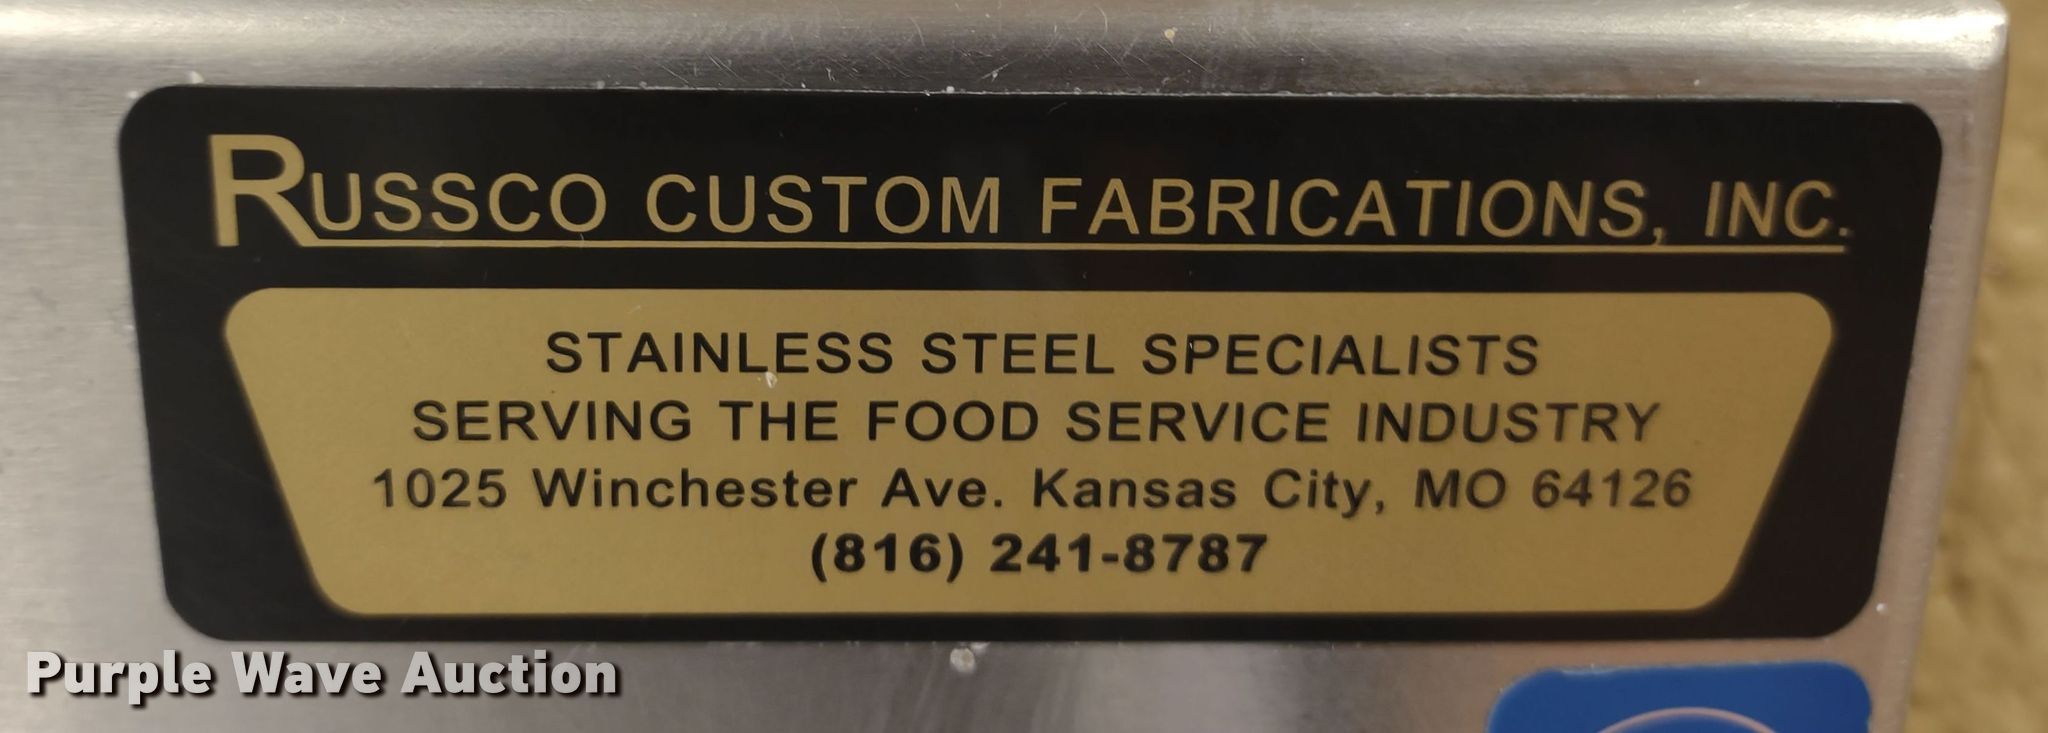 RUSSCO CUSTOM FABRICATIONS, INC.
STAINLESS STEEL SPECIALISTS
SERVING THE FOOD SERVICE INDUSTRY
1025 Winchester Ave. Kansas City, MO 64126
(816) 241-8787
Purple Wave Auction